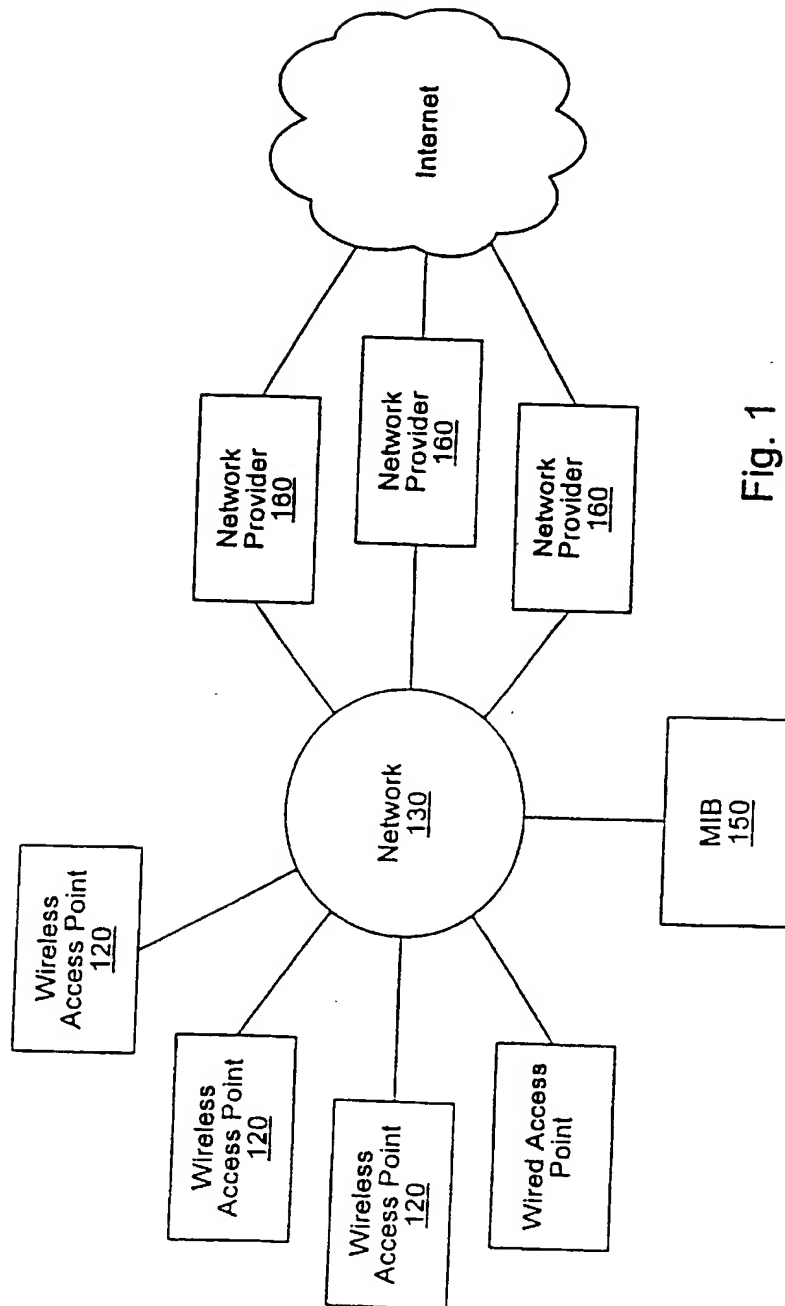 Wireless
Access Point
120
Wireless
Access Point
120
Wireless
Access Point
120
Wired Access
Point
Network
130
MIB
150
Network
Provider
160
Network
Provider
160
Network
Provider
160
Internet
Fig. 1